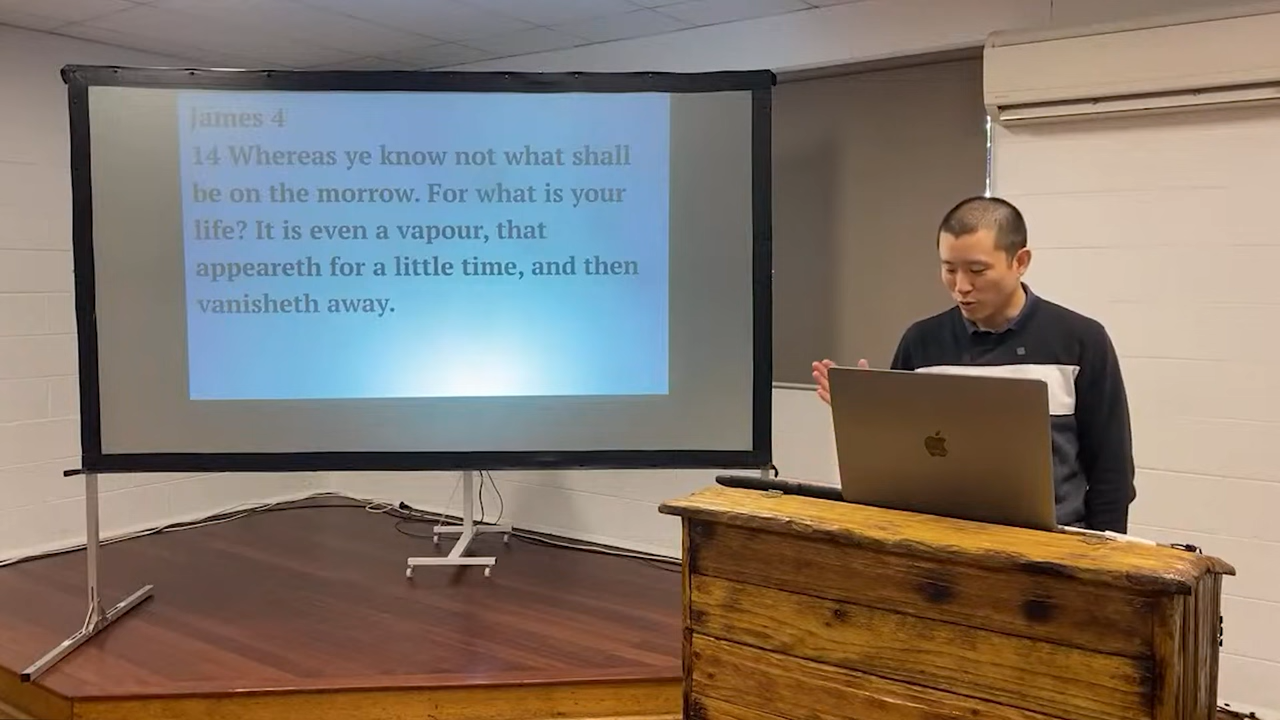 James 4
14 Whereas ye know not what shall
be on the morrow. For what is your
life? It is even a vapour, that
appeareth for a little time, and then
vanisheth away.